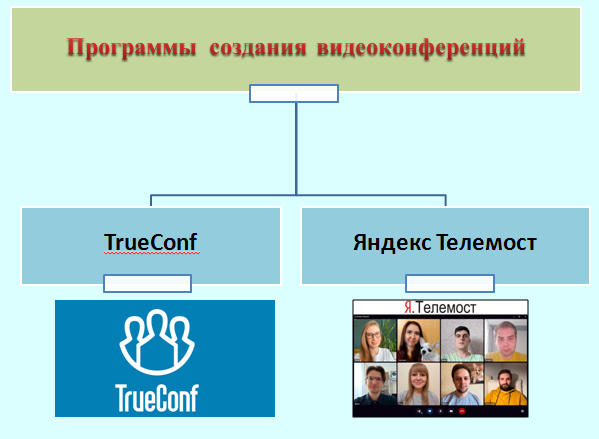 Программы создания видеоконференций
TrueConf
Яндекс Телемост
TrueConf
Я.Телемост